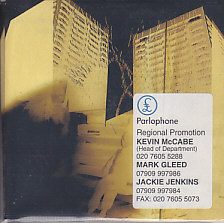 £
Parlophone
Regional Promotion
KEVIN McCABE
(Head of Department)
020 7605 5288
MARK GLEED
07909 997986
JACKIE JENKINS
07909 997984
FAX: 020 7605 5073